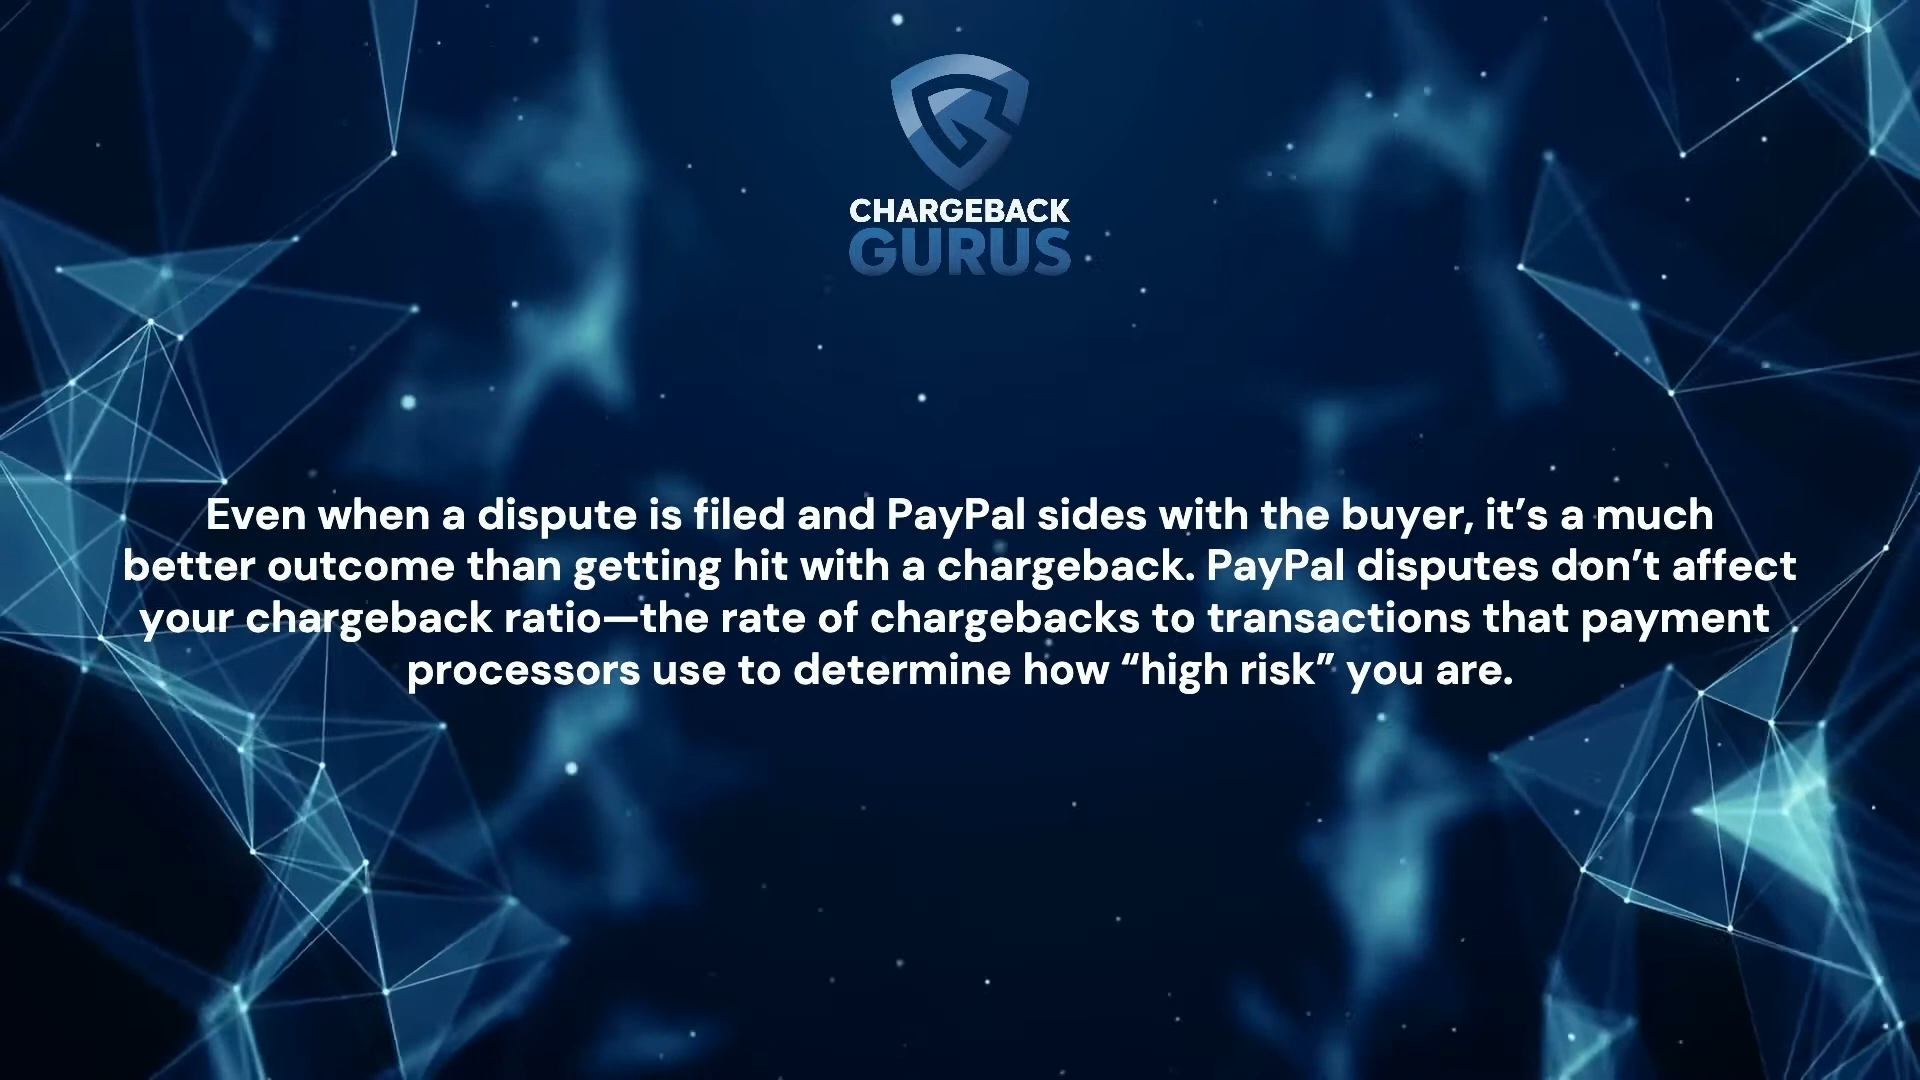 CHARGEBACK
GURUS
Even when a dispute is filed and PayPal sides with the buyer, it’s a much
better outcome than getting hit with a chargeback. PayPal disputes don’t affect
your chargeback ratio—the rate of chargebacks to transactions that payment
processors use to determine how “high risk” you are.